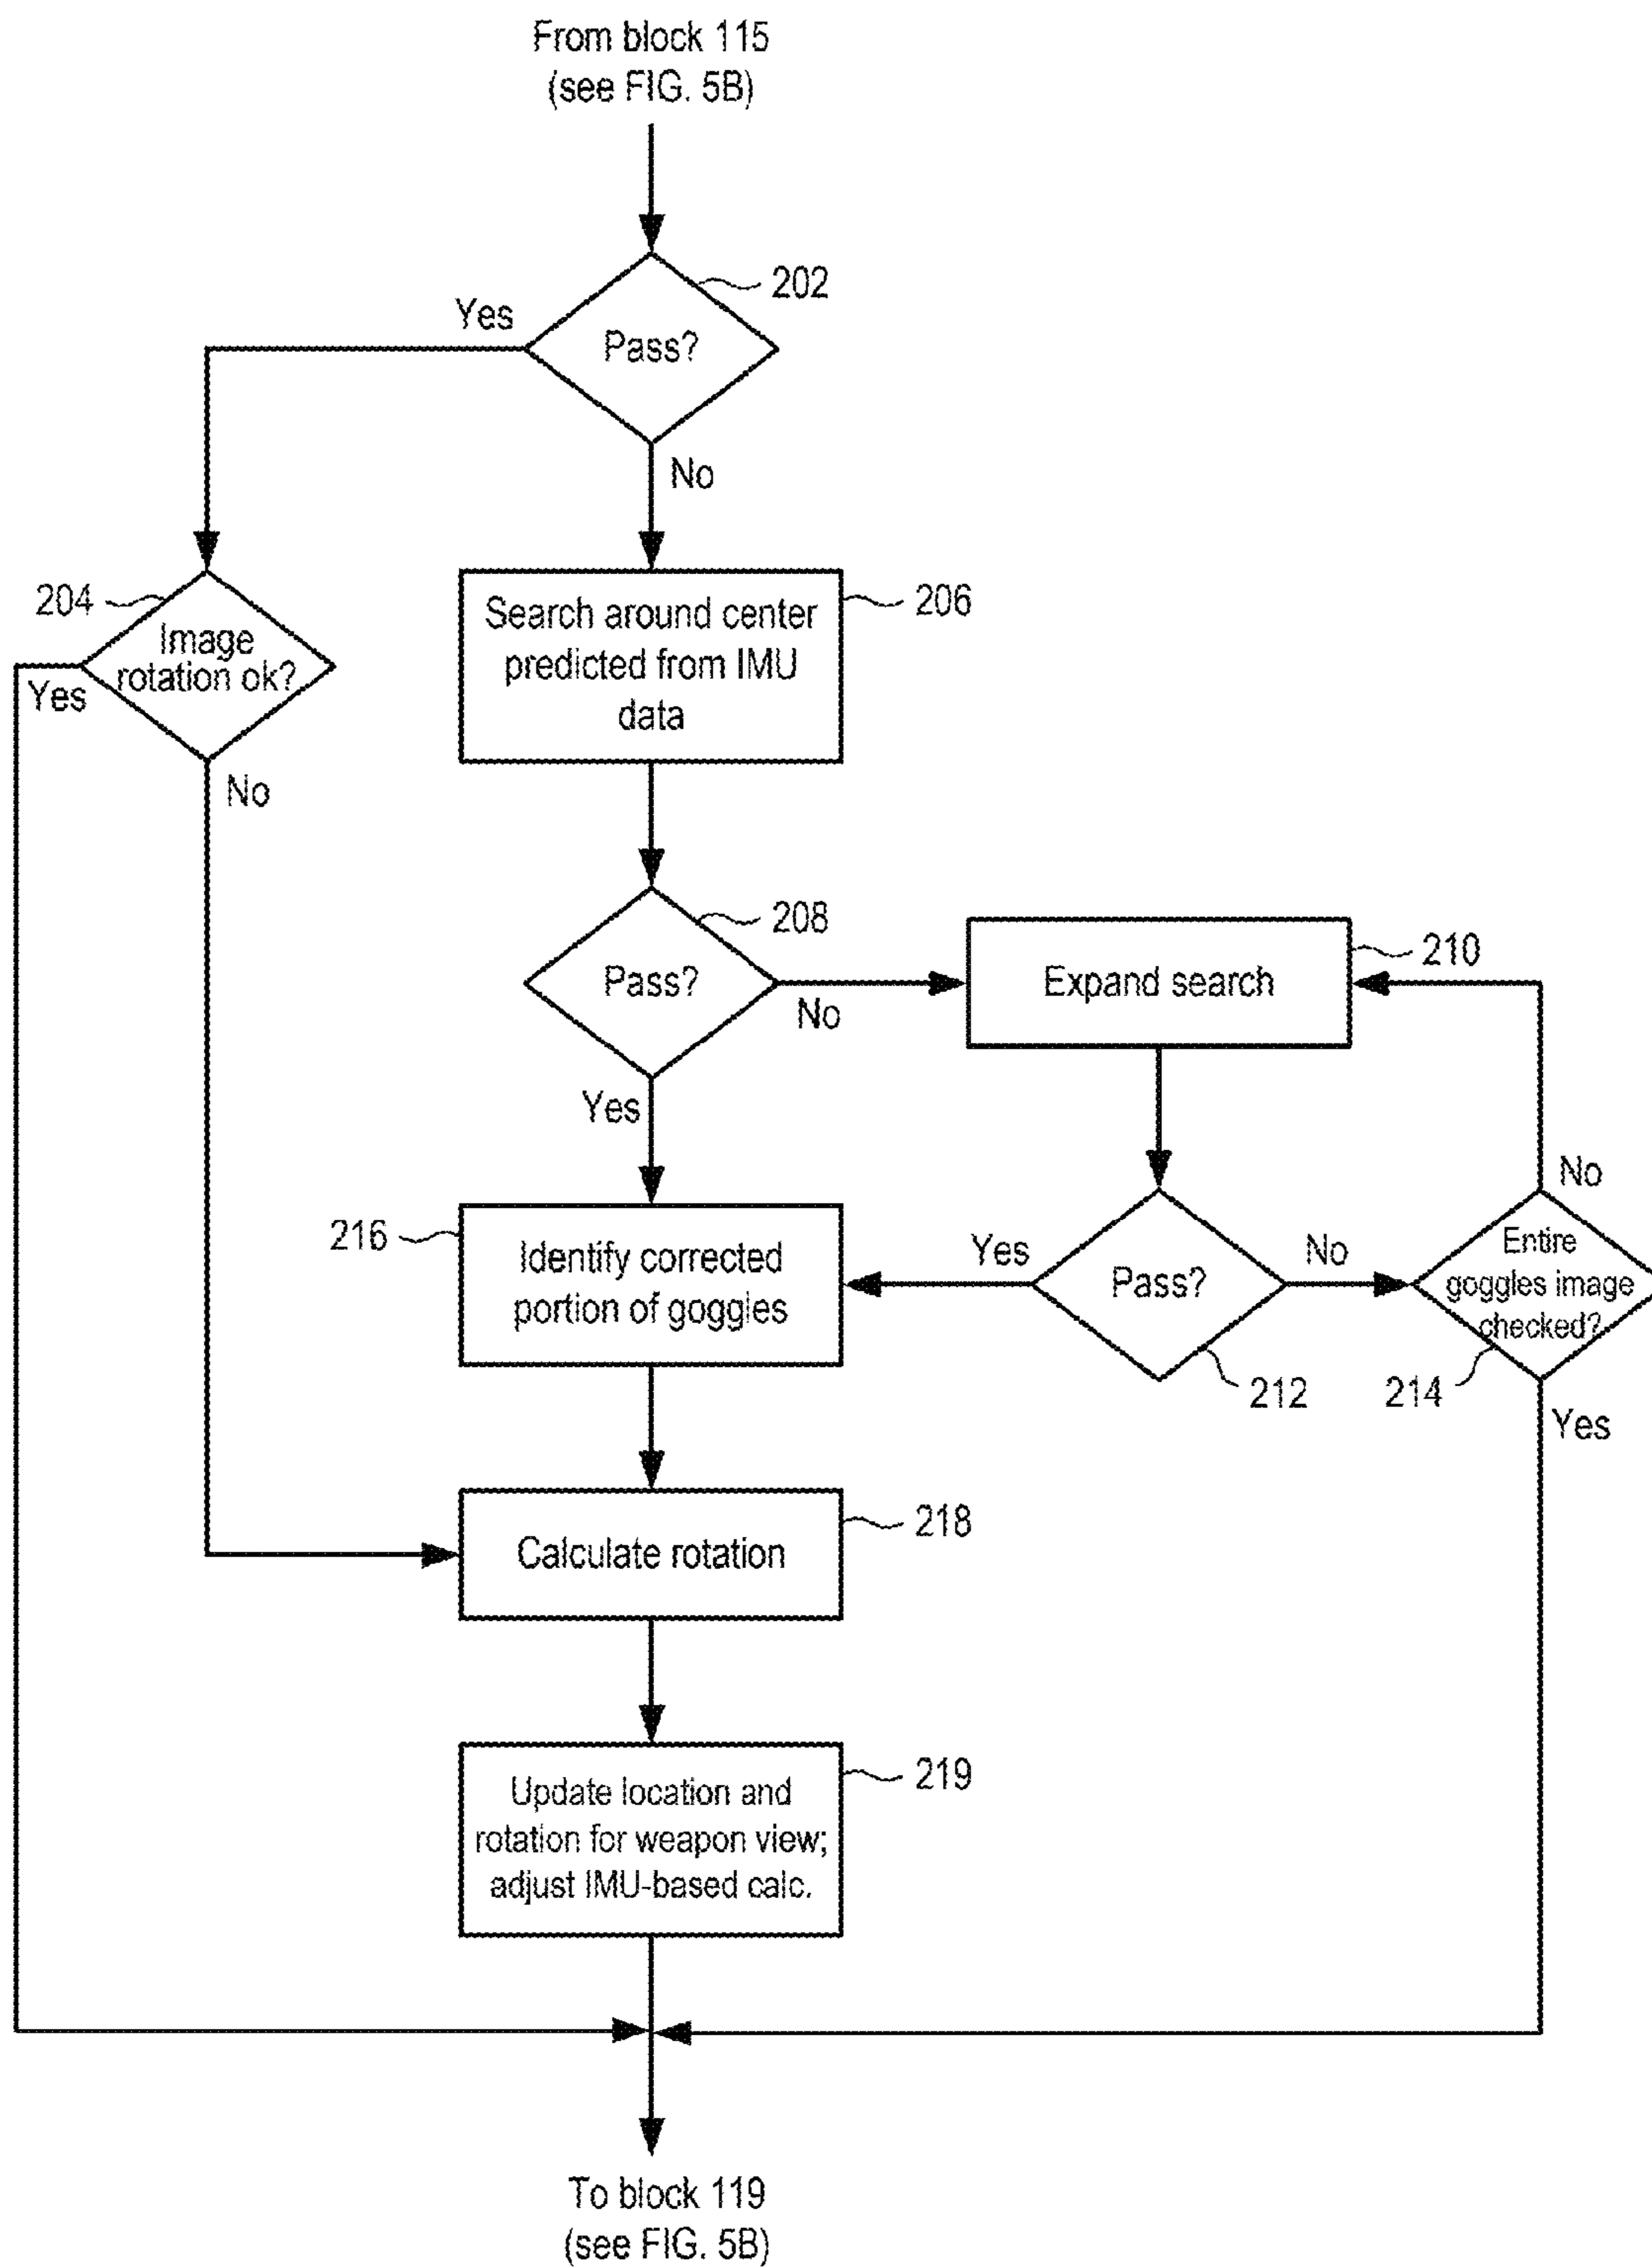 From block 115
(see FIG. 5B)
202
Yes
Pass?
No
204
Image
rotation ok?
Yes
No
Search around center
predicted from IMU
data
206
208
Pass?
No
Yes
Expand search
210
216
Identify corrected
portion of goggles
Yes
Pass?
No
212
No
Entire
goggles image
checked?
214
Yes
Calculate rotation
218
Update location and
rotation for weapon view;
adjust IMU-based calc.
219
To block 119
(see FIG. 5B)